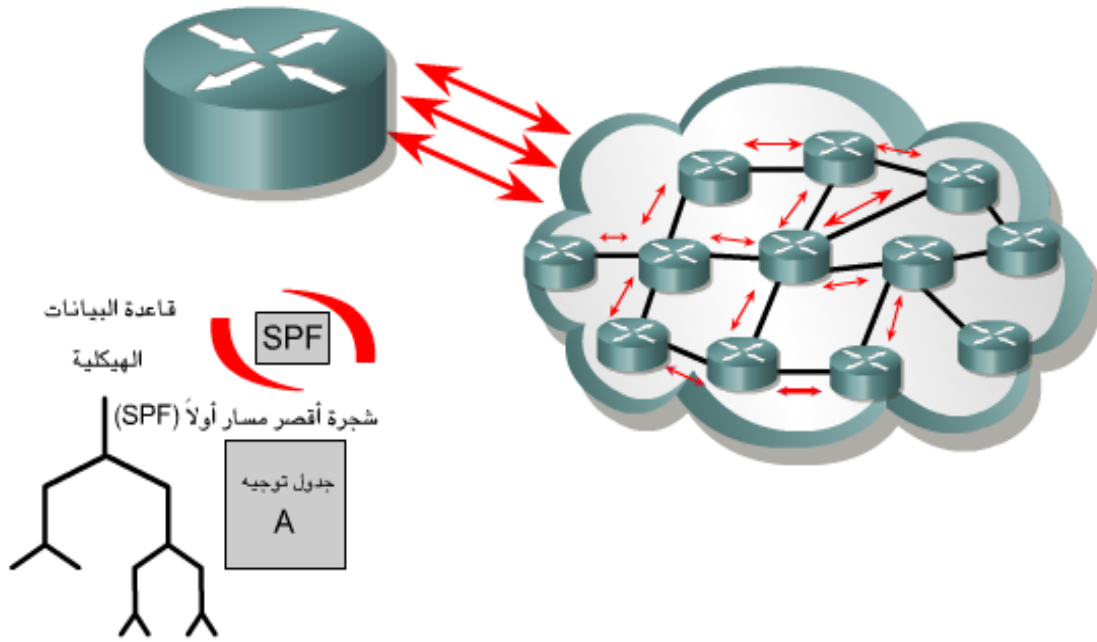 قاعدة البيانات
الهيكلية
SPF
شجرة أقصر مسار أولاً (SPF)
جدول توجيه
A